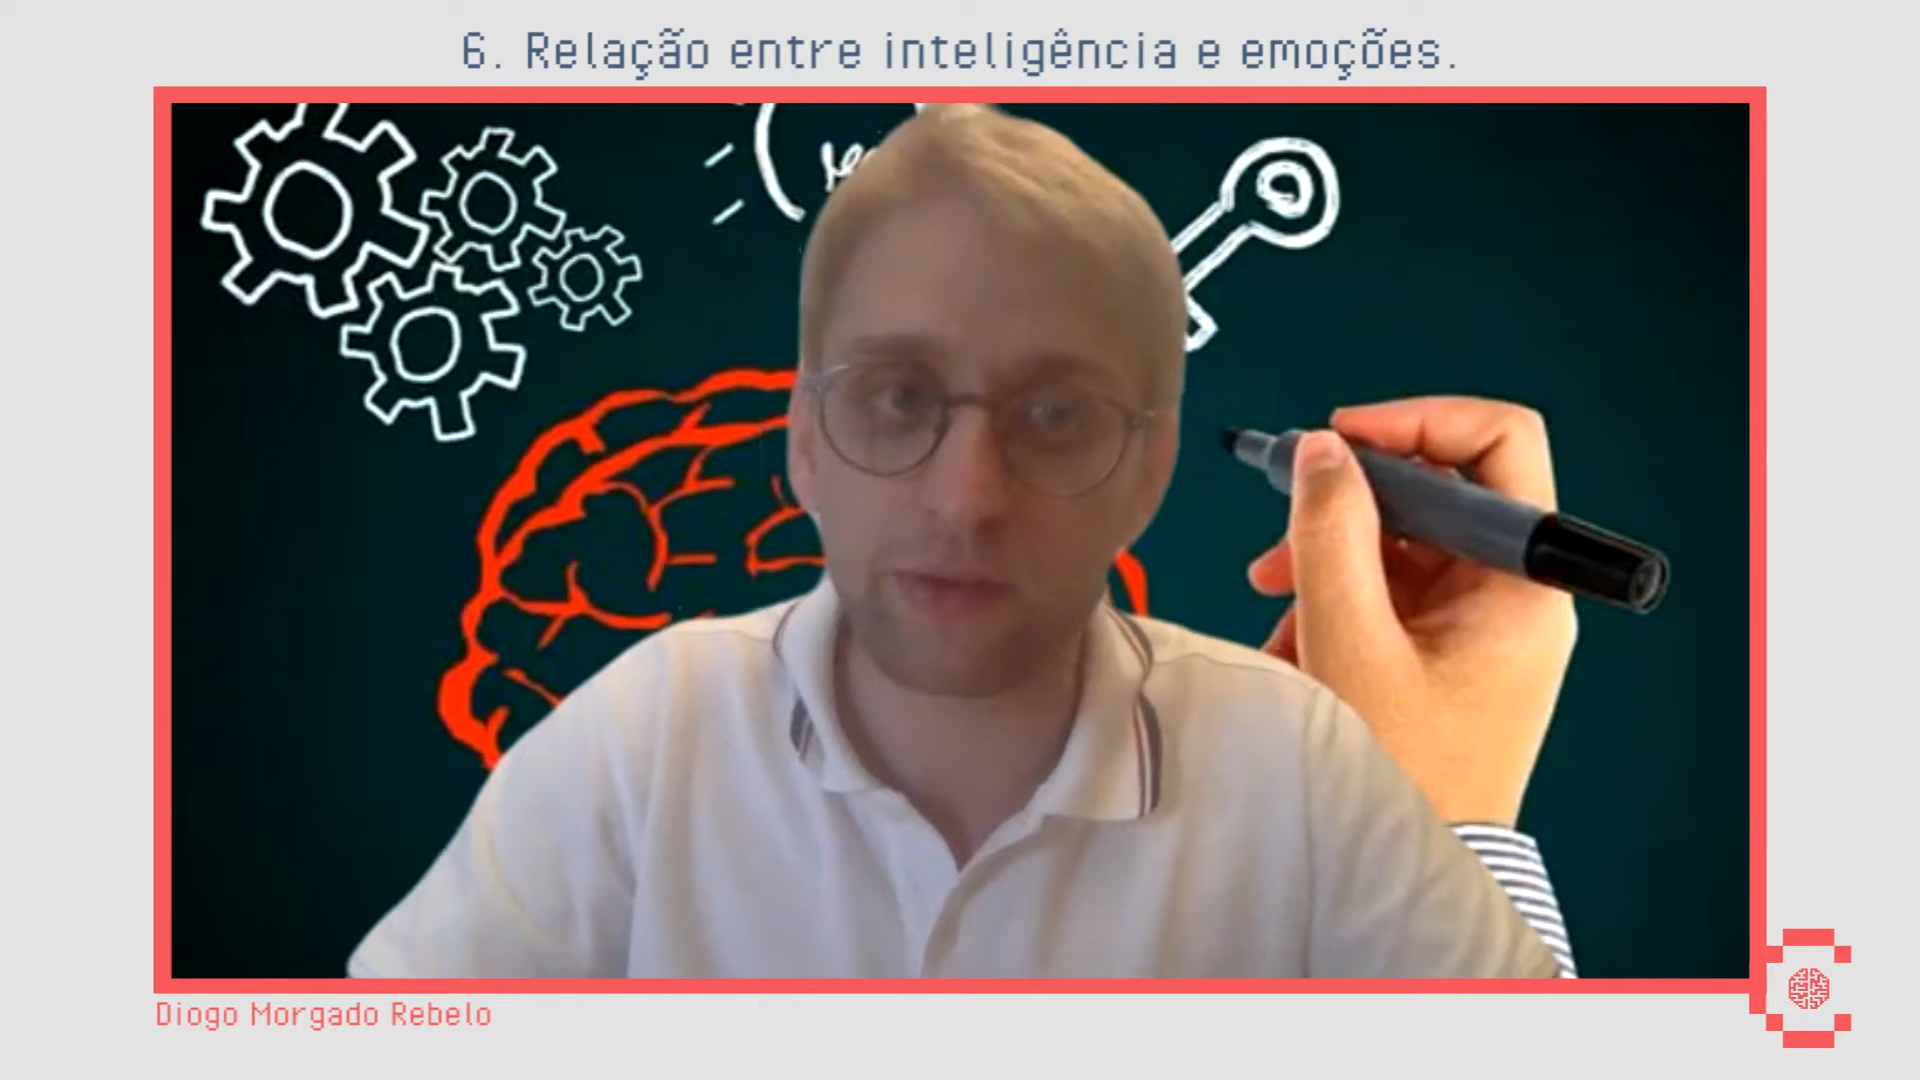 6. Relação entre inteligência e emoções.
Diogo Morgado Rebelo